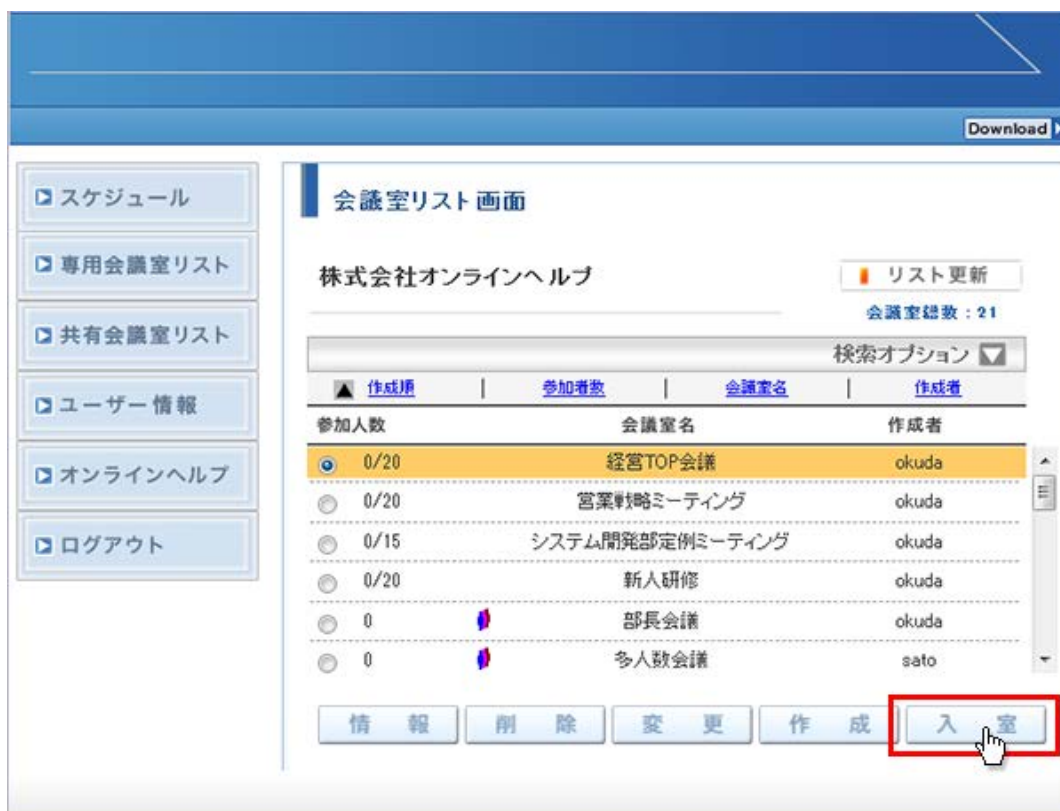 Download
スケジュール
専用会議室リスト
共有会議室リスト
ユーザー情報
オンラインヘルプ
ログアウト
会議室リスト画面
株式会社オンラインヘルプ
リスト更新
会議室総数:21
検索オプション
作成順 | 参加者数 | 会議室名 | 作成者
参加人数 会議室名 作成者
0/20 経営TOP会議 okuda
0/20 営業戦略ミーティング okuda
0/15 システム開発部定例ミーティング okuda
0/20 新人研修 okuda
0 部長会議 okuda
0 多人数会議 sato
情 報 削 除 変 更 作 成 入 室